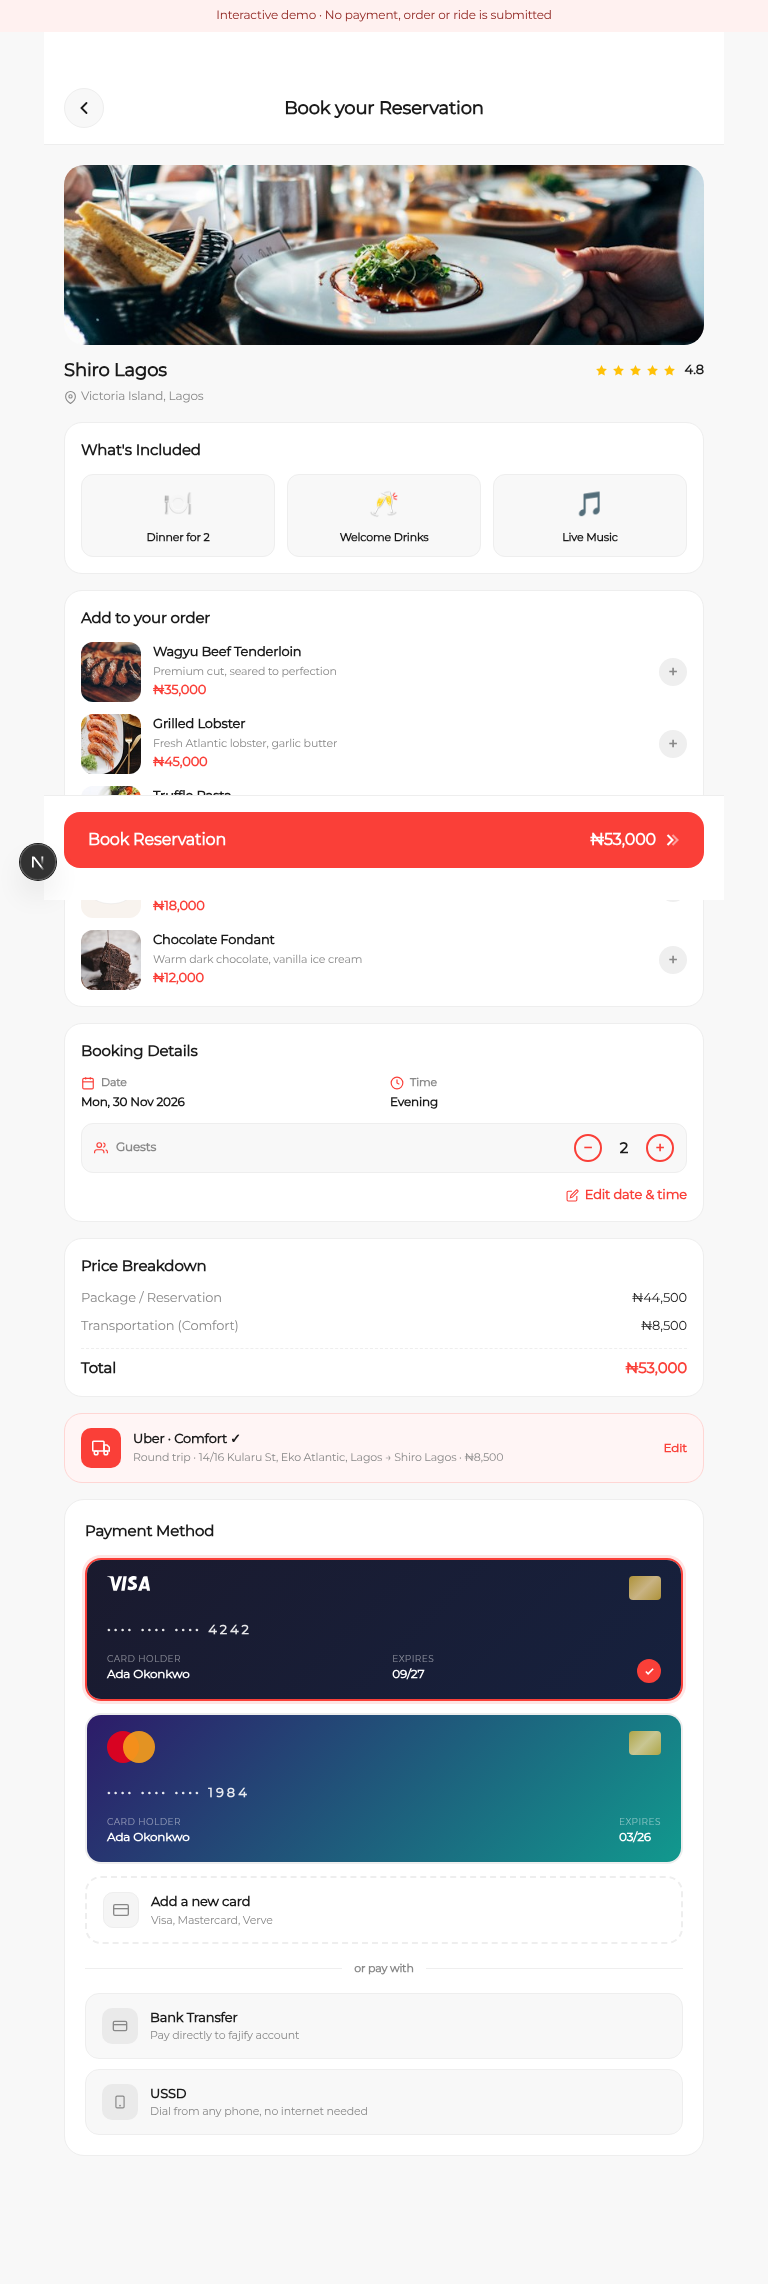 Interactive demo · No payment, order or ride is submitted
Book your Reservation
Shiro Lagos
4.8
Victoria Island, Lagos
What's Included
Dinner for 2
Welcome Drinks
Live Music
Add to your order
Wagyu Beef Tenderloin
Premium cut, seared to perfection
₦35,000
Grilled Lobster
Fresh Atlantic lobster, garlic butter
₦45,000
Truffle Pasta
Book Reservation
₦53,000
N
₦18,000
Chocolate Fondant
Warm dark chocolate, vanilla ice cream
₦12,000
Booking Details
Date
Time
Mon, 30 Nov 2026
Evening
Guests
2
Edit date & time
Price Breakdown
Package / Reservation
₦44,500
Transportation (Comfort)
₦8,500
Total
₦53,000
Uber · Comfort ✓
Round trip · 14/16 Kularu St, Eko Atlantic, Lagos → Shiro Lagos · ₦8,500
Edit
Payment Method
VISA
•••• •••• •••• 4242
CARD HOLDER
EXPIRES
Ada Okonkwo
09/27
•••• •••• •••• 1984
CARD HOLDER
EXPIRES
Ada Okonkwo
03/26
Add a new card
Visa, Mastercard, Verve
or pay with
Bank Transfer
Pay directly to fajify account
USSD
Dial from any phone, no internet needed